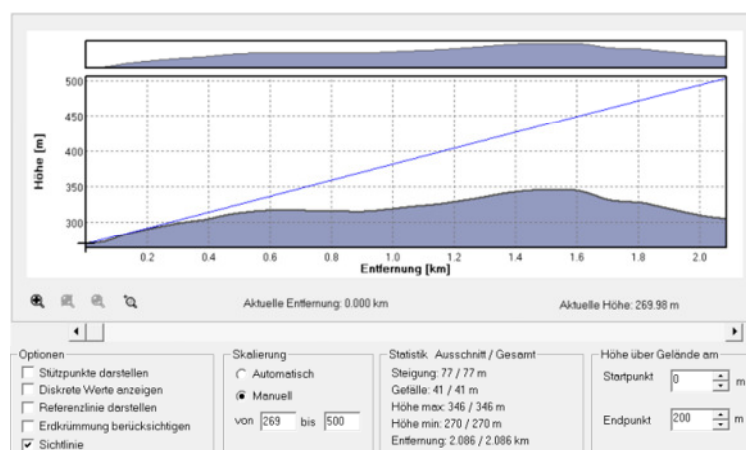 500
450
400
350
300
Höhe [m]
0.2 0.4 0.6 0.8 1.0 1.2 1.4 1.6 1.8 2.0
Entfernung [km]
Aktuelle Entfernung: 0.000 km
Aktuelle Höhe: 269.98 m
Optionen
Stützpunkte darstellen
Diskrete Werte anzeigen
Referenzlinie darstellen
Erdkrümmung berücksichtigen
Sichtlinie
Skalierung
Automatisch
Manuell
von 269 bis 500
Statistik Ausschnitt / Gesamt
Steigung: 77 / 77 m
Gefälle: 41 / 41 m
Höhe max: 346 / 346 m
Höhe min: 270 / 270 m
Entfernung: 2.086 / 2.086 km
Höhe über Gelände am
Startpunkt 0 m
Endpunkt 200 m